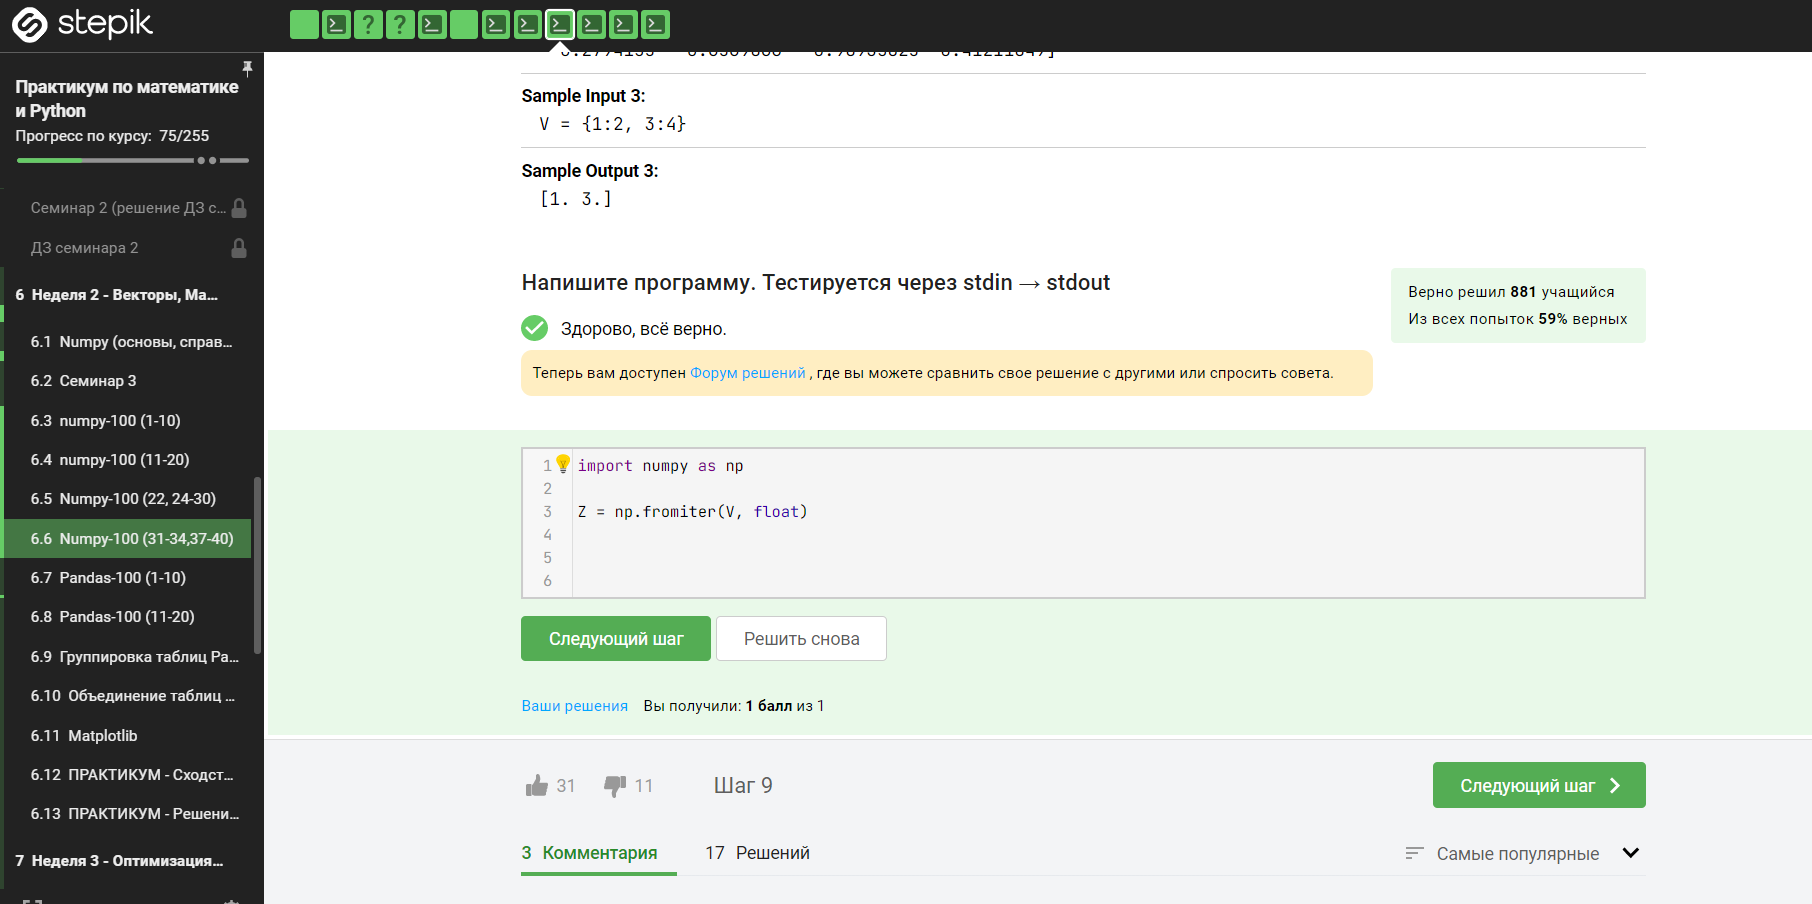 stepik
Практикум по математике
и Python
Прогресс по курсу: 75/255
Семинар 2 (решение ДЗ с...
ДЗ семинара 2
6 Неделя 2 - Векторы, Ма...
6.1 Numpy (основы, справ...
6.2 Семинар 3
6.3 numpy-100 (1-10)
6.4 numpy-100 (11-20)
6.5 Numpy-100 (22, 24-30)
6.6 Numpy-100 (31-34,37-40)
6.7 Pandas-100 (1-10)
6.8 Pandas-100 (11-20)
6.9 Группировка таблиц Pa...
6.10 Объединение таблиц ...
6.11 Matplotlib
6.12 ПРАКТИКУМ - Сходст...
6.13 ПРАКТИКУМ - Решени...
7 Неделя 3 - Оптимизация...
Sample Input 3:
V = {1:2, 3:4}
Sample Output 3:
[1. 3.]
Напишите программу. Тестируется через stdin → stdout
Верно решил 881 учащийся
Из всех попыток 59% верных
Здорово, всё верно.
Теперь вам доступен Форум решений , где вы можете сравнить свое решение с другими или спросить совета.
1 import numpy as np
2
3 Z = np.fromiter(V, float)
4
5
6
Следующий шаг
Решить снова
Ваши решения Вы получили: 1 балл из 1
31 11 Шаг 9
Следующий шаг
3 Комментария 17 Решений
Самые популярные